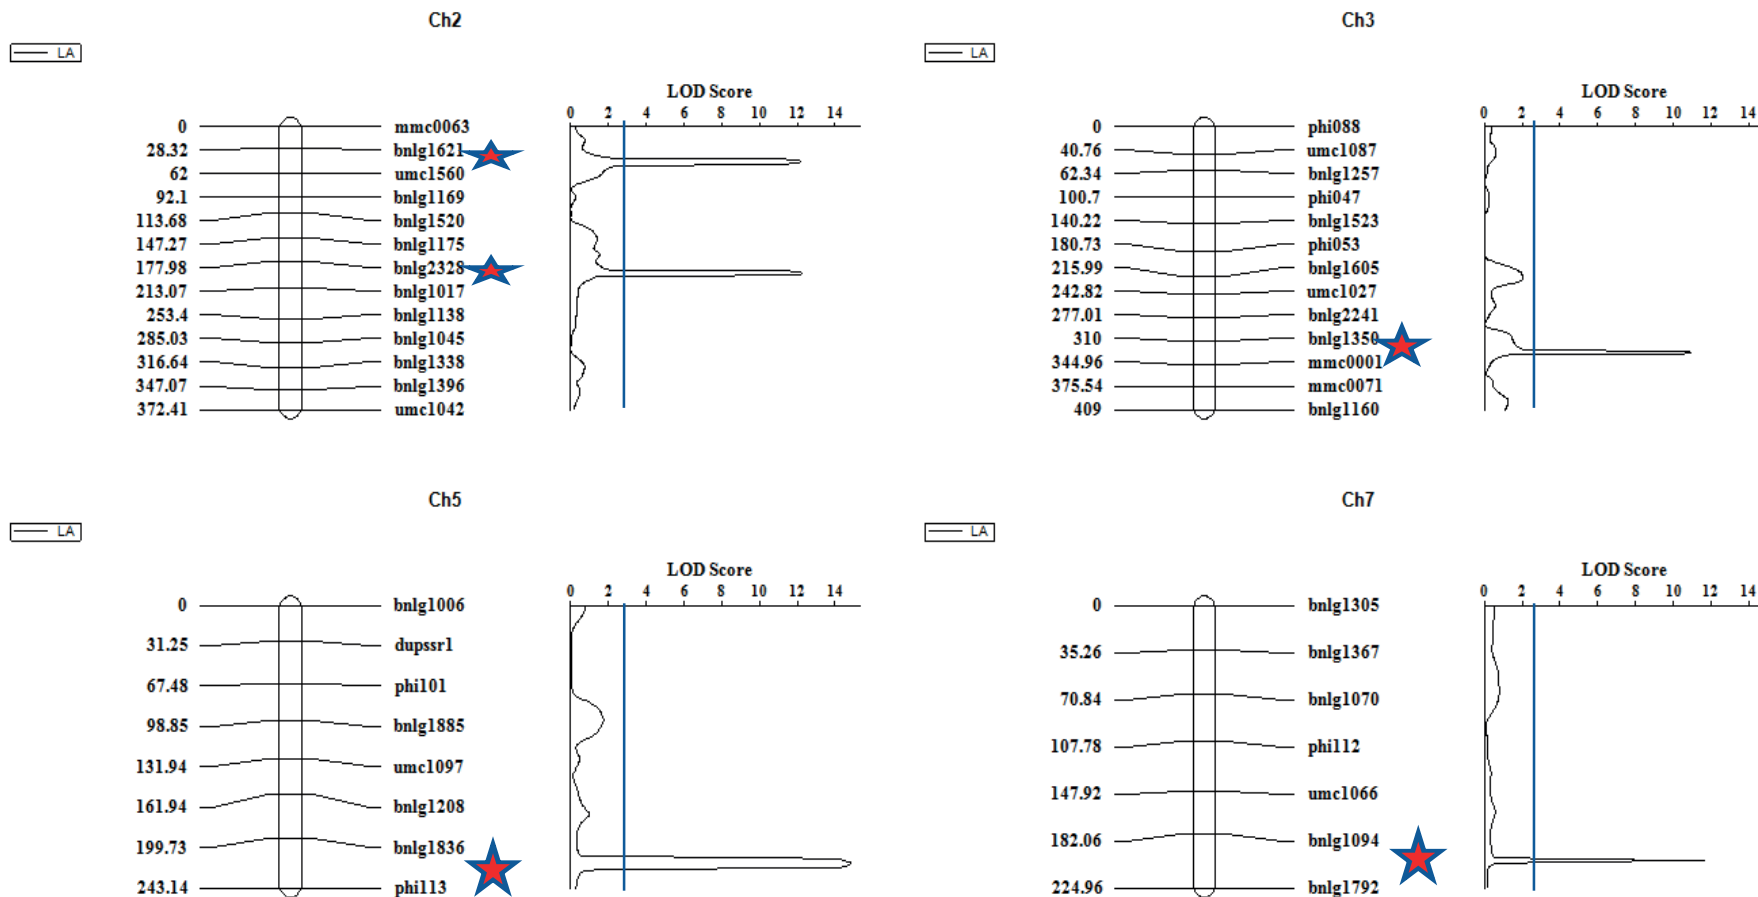 Ch2
LA
LOD Score
0 2 4 6 8 10 12 14
0 mmc0063
28.32 bnlg1621
62 umc1560
92.1 bnlg1169
113.68 bnlg1520
147.27 bnlg1175
177.98 bnlg2328
213.07 bnlg1017
253.4 bnlg1138
285.03 bnlg1045
316.64 bnlg1338
347.07 bnlg1396
372.41 umc1042
Ch3
LA
LOD Score
0 2 4 6 8 10 12 14
0 phi088
40.76 umc1087
62.34 bnlg1257
100.7 phi047
140.22 bnlg1523
180.73 phi053
215.99 bnlg1605
242.82 umc1027
277.01 bnlg2241
310 bnlg1350
344.96 mmc0001
375.54 mmc0071
409 bnlg1160
Ch5
LA
LOD Score
0 2 4 6 8 10 12 14
0 bnlg1006
31.25 dupssr1
67.48 phi101
98.85 bnlg1885
131.94 umc1097
161.94 bnlg1208
199.73 bnlg1836
243.14 phi113
Ch7
LA
LOD Score
0 2 4 6 8 10 12 14
0 bnlg1305
35.26 bnlg1367
70.84 bnlg1070
107.78 phi112
147.92 umc1066
182.06 bnlg1094
224.96 bnlg1792